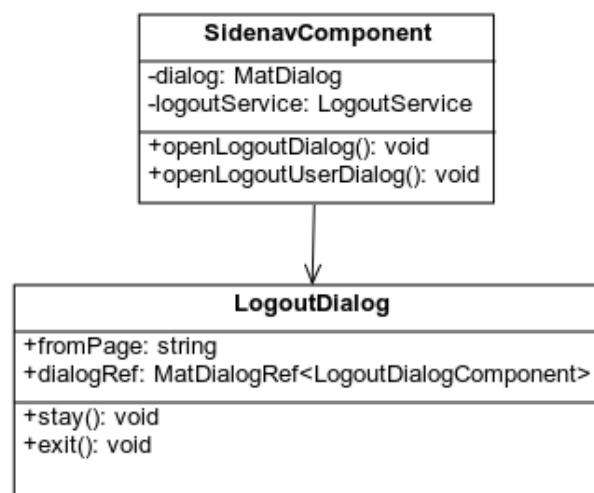 SidenavComponent
-dialog: MatDialog
-logoutService: LogoutService
+openLogoutDialog(): void
+openLogoutUserDialog(): void
LogoutDialog
+fromPage: string
+dialogRef: MatDialogRef<LogoutDialogComponent>
+stay(): void
+exit(): void